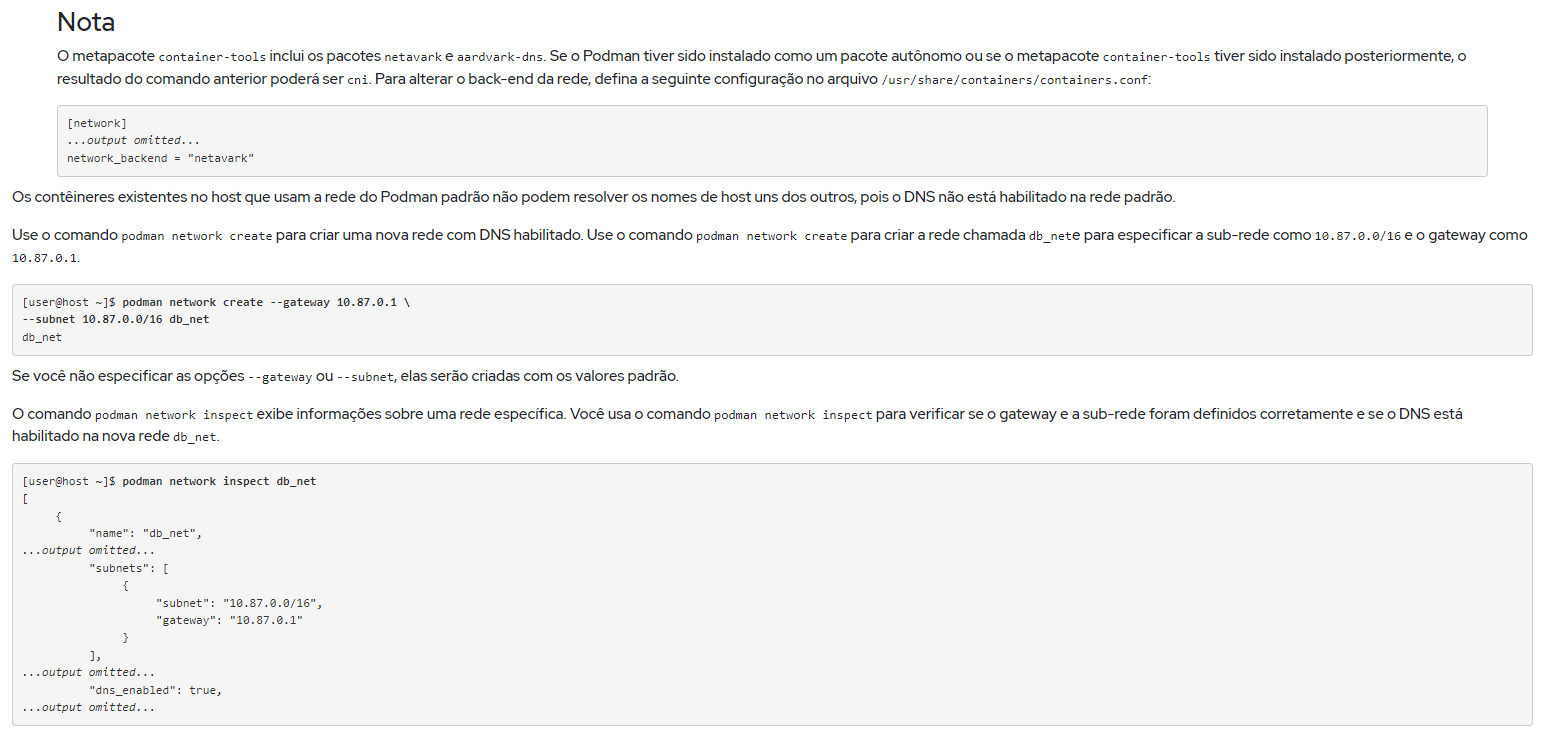 Nota
O metapacote container-tools inclui os pacotes netavark e aardvark-dns. Se o Podman tiver sido instalado como um pacote autônomo ou se o metapacote container-tools tiver sido instalado posteriormente, o
resultado do comando anterior poderá ser cni. Para alterar o back-end da rede, defina a seguinte configuração no arquivo /usr/share/containers/containers.conf:
[network]
...output omitted...
network_backend = "netavark"
Os contêineres existentes no host que usam a rede do Podman padrão não podem resolver os nomes de host uns dos outros, pois o DNS não está habilitado na rede padrão.
Use o comando podman network create para criar uma nova rede com DNS habilitado. Use o comando podman network create para criar a rede chamada db_nete para especificar a sub-rede como 10.87.0.0/16 e o gateway como
10.87.0.1.
[user@host ~]$ podman network create --gateway 10.87.0.1 \
--subnet 10.87.0.0/16 db_net
db_net
Se você não especificar as opções --gateway ou --subnet, elas serão criadas com os valores padrão.
O comando podman network inspect exibe informações sobre uma rede específica. Você usa o comando podman network inspect para verificar se o gateway e a sub-rede foram definidos corretamente e se o DNS está
habilitado na nova rede db_net.
[user@host ~]$ podman network inspect db_net
[
     {
          "name": "db_net",
...output omitted...
          "subnets": [
               {
                    "subnet": "10.87.0.0/16",
                    "gateway": "10.87.0.1"
               }
          ],
...output omitted...
          "dns_enabled": true,
...output omitted...